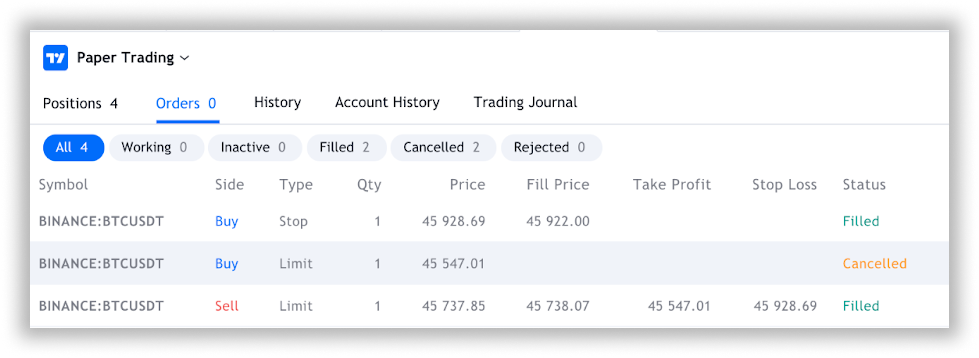 Paper Trading
Positions 4 Orders 0 History Account History Trading Journal
All 4 Working 0 Inactive 0 Filled 2 Cancelled 2 Rejected 0
Symbol Side Type Qty Price Fill Price Take Profit Stop Loss Status
BINANCE:BTCUSDT Buy Stop 1 45 928.69 45 922.00 Filled
BINANCE:BTCUSDT Buy Limit 1 45 547.01 Cancelled
BINANCE:BTCUSDT Sell Limit 1 45 737.85 45 738.07 45 547.01 45 928.69 Filled